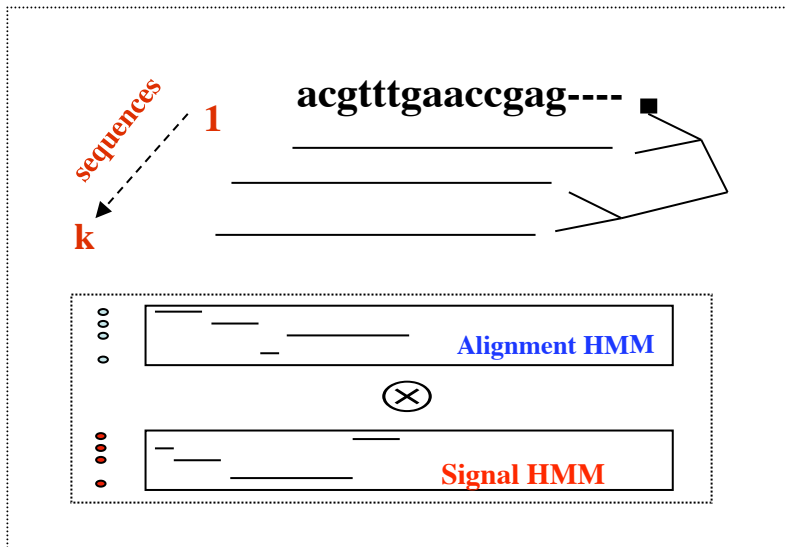 acgtttgaaccgag----
sequences
1
k
Alignment HMM
Signal HMM